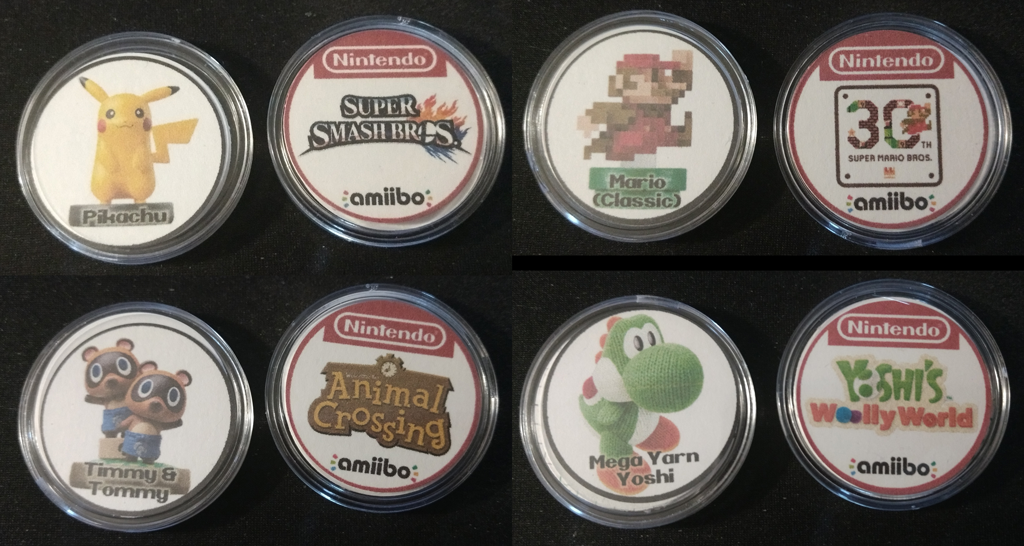 Pikachu
Nintendo
SUPER
SMASH BROS.
amiibo
Mario
(Classic)
Nintendo
30TH
SUPER MARIO BROS.
amiibo
Timmy &
Tommy
Nintendo
Animal
Crossing
amiibo
Mega Yarn
Yoshi
Nintendo
YOSHI'S
Woolly World
amiibo